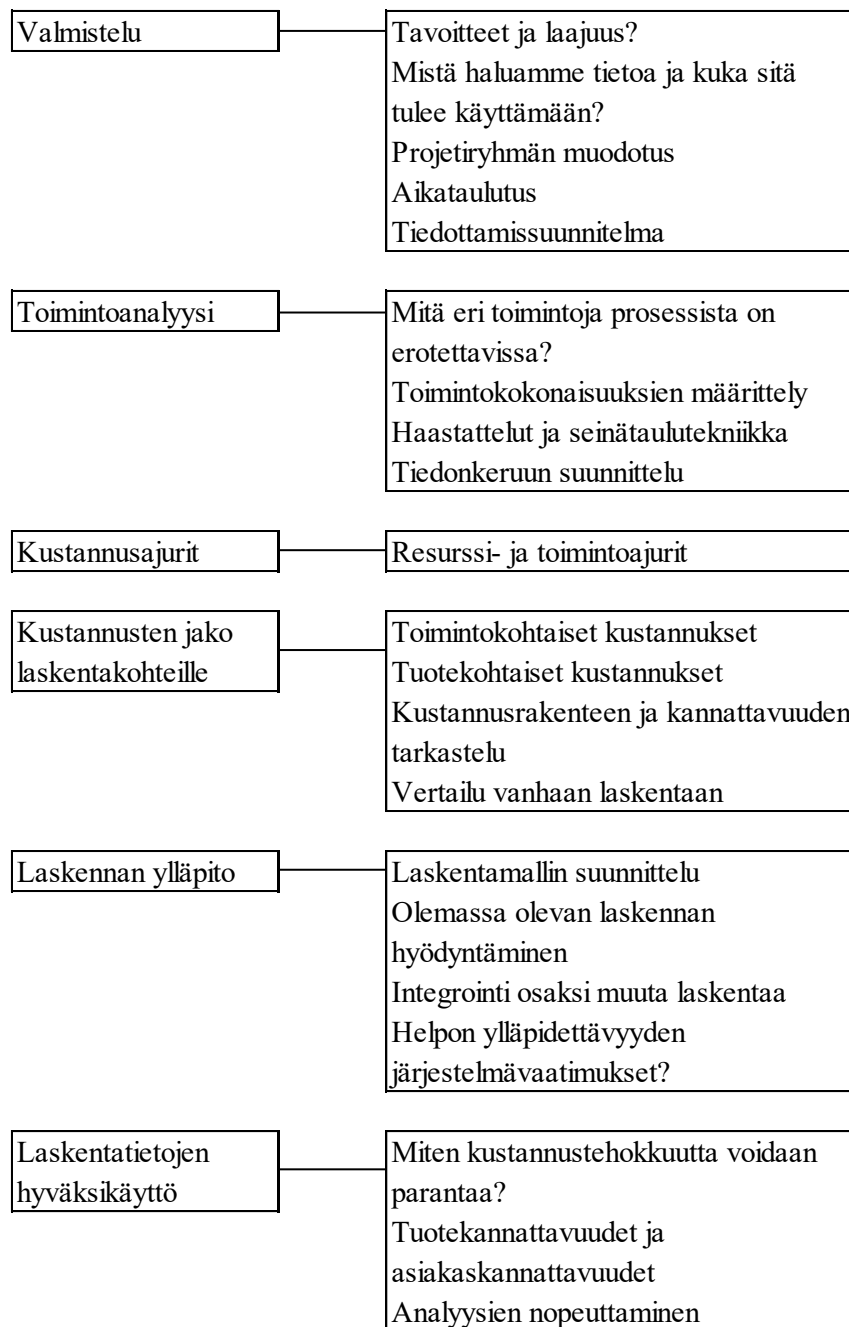 Valmistelu
Tavoitteet ja laajuus?
Mistä haluamme tietoa ja kuka sitä
tulee käyttämään?
Projetiryhmän muodotus
Aikataulutus
Tiedottamissuunnitelma
Toimintoanalyysi
Mitä eri toimintoja prosessista on
erotettavissa?
Toimintokokonaisuuksien määrittely
Haastattelut ja seinätaulutekniikka
Tiedonkeruun suunnittelu
Kustannusajurit
Resurssi- ja toimintoajurit
Kustannusten jako
laskentakohteille
Toimintokohtaiset kustannukset
Tuotekohtaiset kustannukset
Kustannusrakenteen ja kannattavuuden
tarkastelu
Vertailu vanhaan laskentaan
Laskennan ylläpito
Laskentamallin suunnittelu
Olemassa olevan laskennan
hyödyntäminen
Integrointi osaksi muuta laskentaa
Helpon ylläpidettävyyden
järjestelmävaatimukset?
Laskentatietojen
hyväksikäyttö
Miten kustannustehokkuutta voidaan
parantaa?
Tuotekannattavuudet ja
asiakaskannattavuudet
Analyysien nopeuttaminen